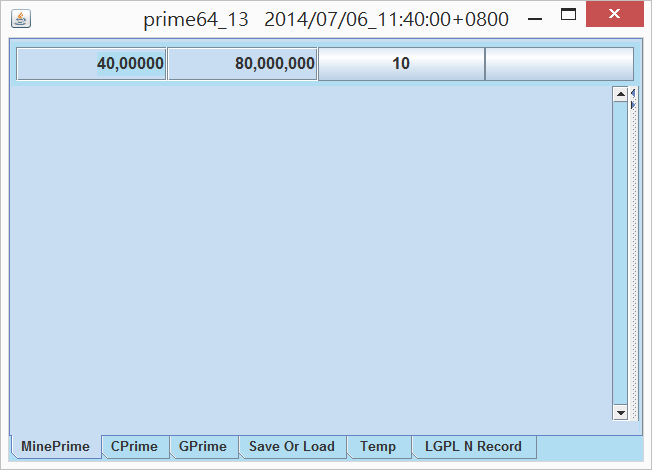 prime64_13 2014/07/06_11:40:00+0800
40,00000 80,000,000 10
MinePrime CPrime GPrime Save Or Load Temp LGPL N Record